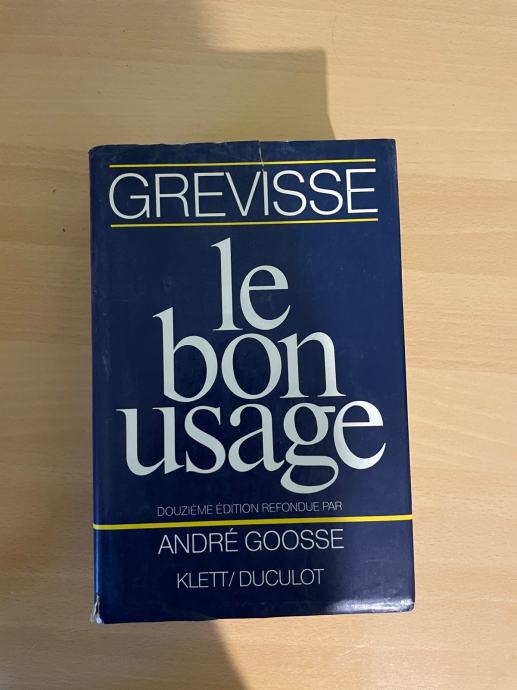 GREVISSE
le
bon
usage
DOUZIÈME ÉDITION REFONDUE PAR
ANDRÉ GOOSSE
KLETT/DUCULOT